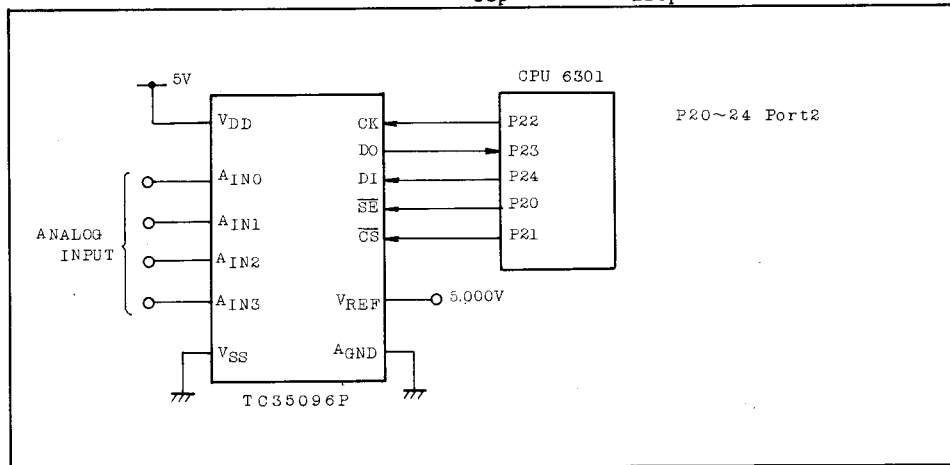 5V
CPU 6301
VDD
CK
P22
P20~24 Port2
DO
P23
AIN0
DI
P24
SE
P20
AIN1
CS
P21
ANALOG
INPUT
AIN2
AIN3
VREF
5.000V
VSS
AGND
TC35096P